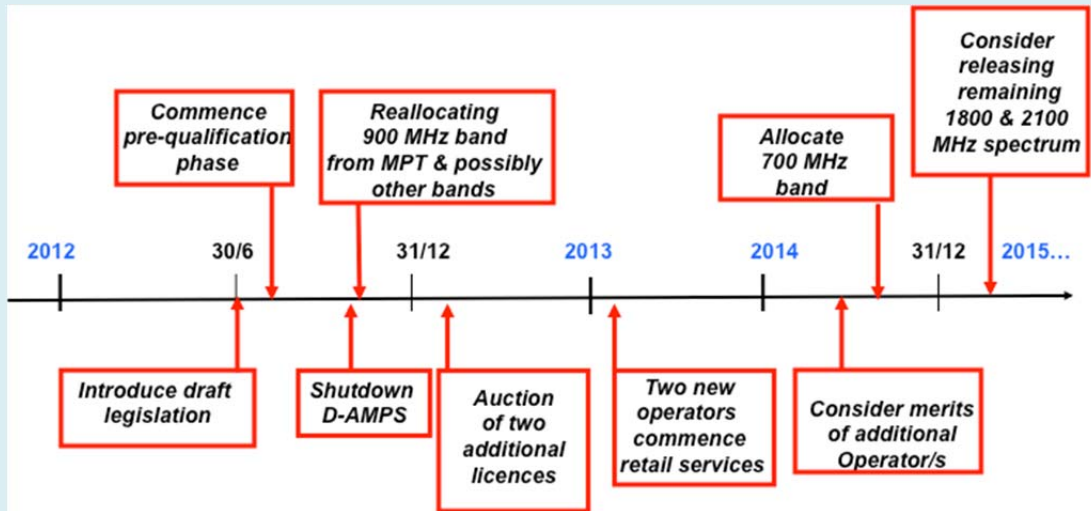 Consider
releasing
remaining
1800 & 2100
MHz spectrum
Commence
pre-qualification
phase
Reallocating
900 MHz band
from MPT & possibly
other bands
Allocate
700 MHz
band
2012
30/6
31/12
2013
2014
31/12
2015...
Introduce draft
legislation
Shutdown
D-AMPS
Auction
of two
additional
licences
Two new
operators
commence
retail services
Consider merits
of additional
Operator/s